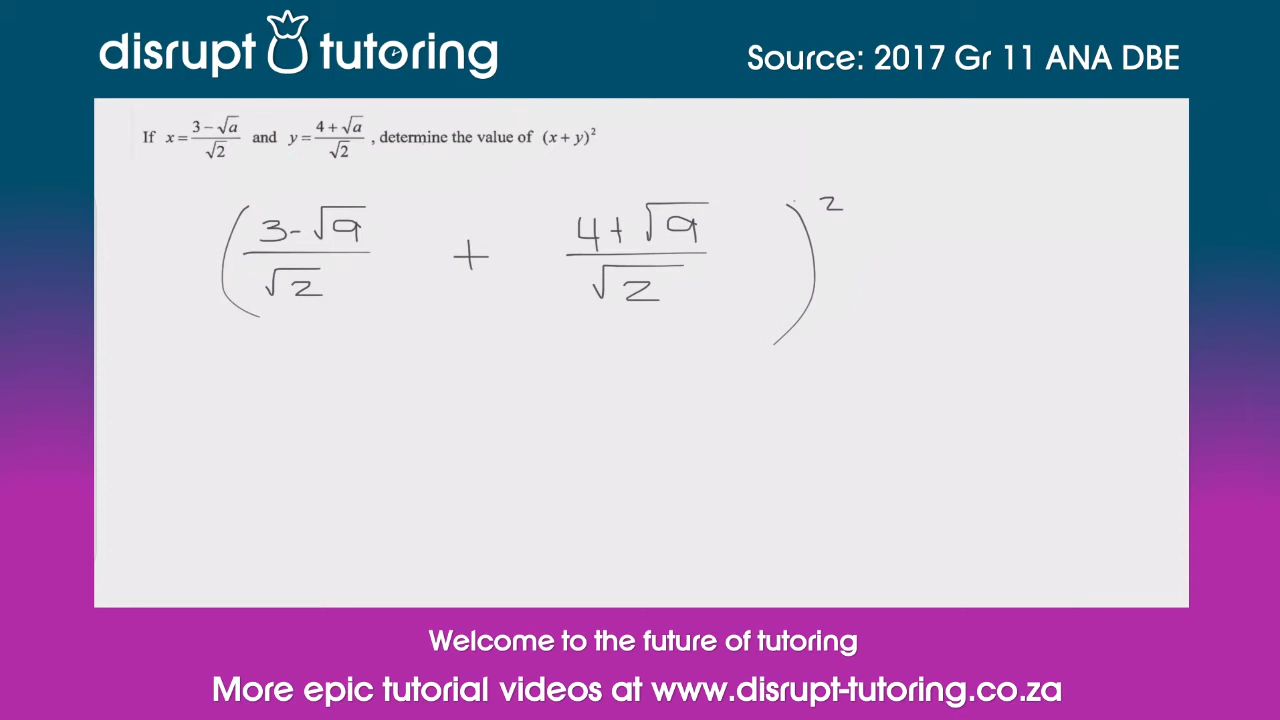 disrupt tutoring
Source: 2017 Gr 11 ANA DBE
If x = (3 − √a)/√2 and y = (4 + √a)/√2 , determine the value of (x + y)²
((3 − √a)/√2 + (4 + √a)/√2)²
Welcome to the future of tutoring
More epic tutorial videos at www.disrupt-tutoring.co.za